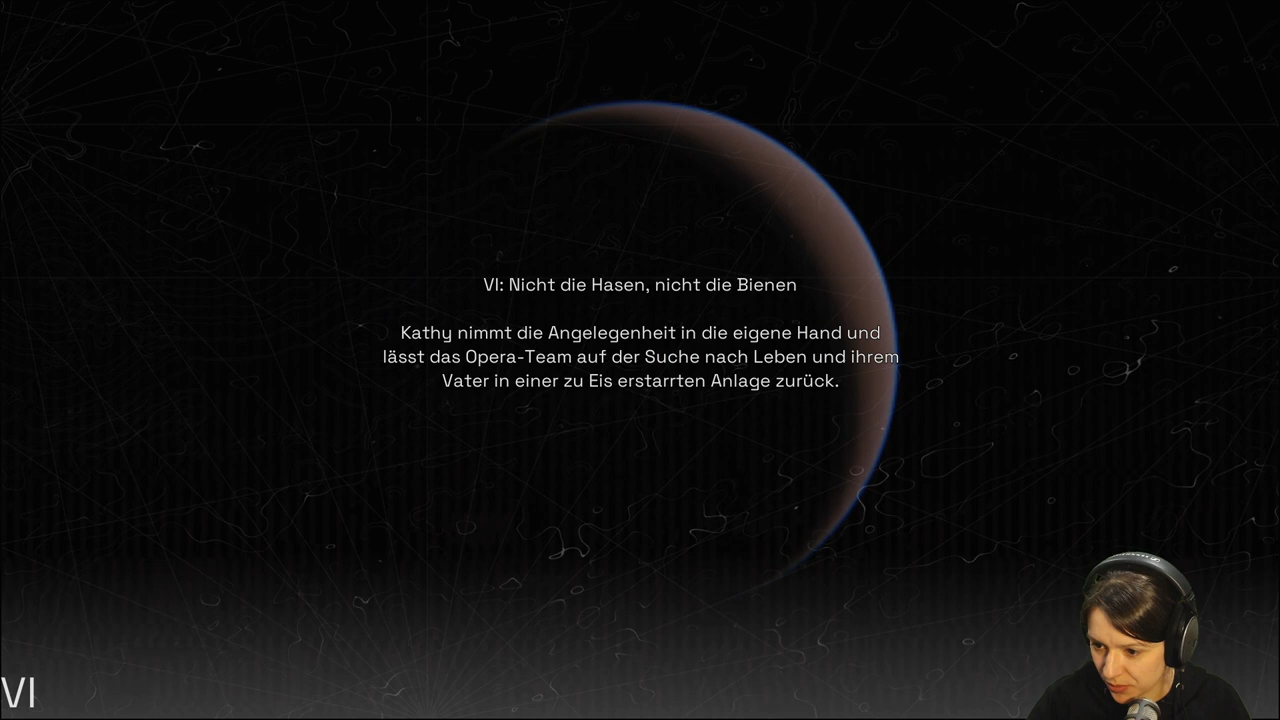 VI: Nicht die Hasen, nicht die Bienen
Kathy nimmt die Angelegenheit in die eigene Hand und
lässt das Opera-Team auf der Suche nach Leben und ihrem
Vater in einer zu Eis erstarrten Anlage zurück.
VI